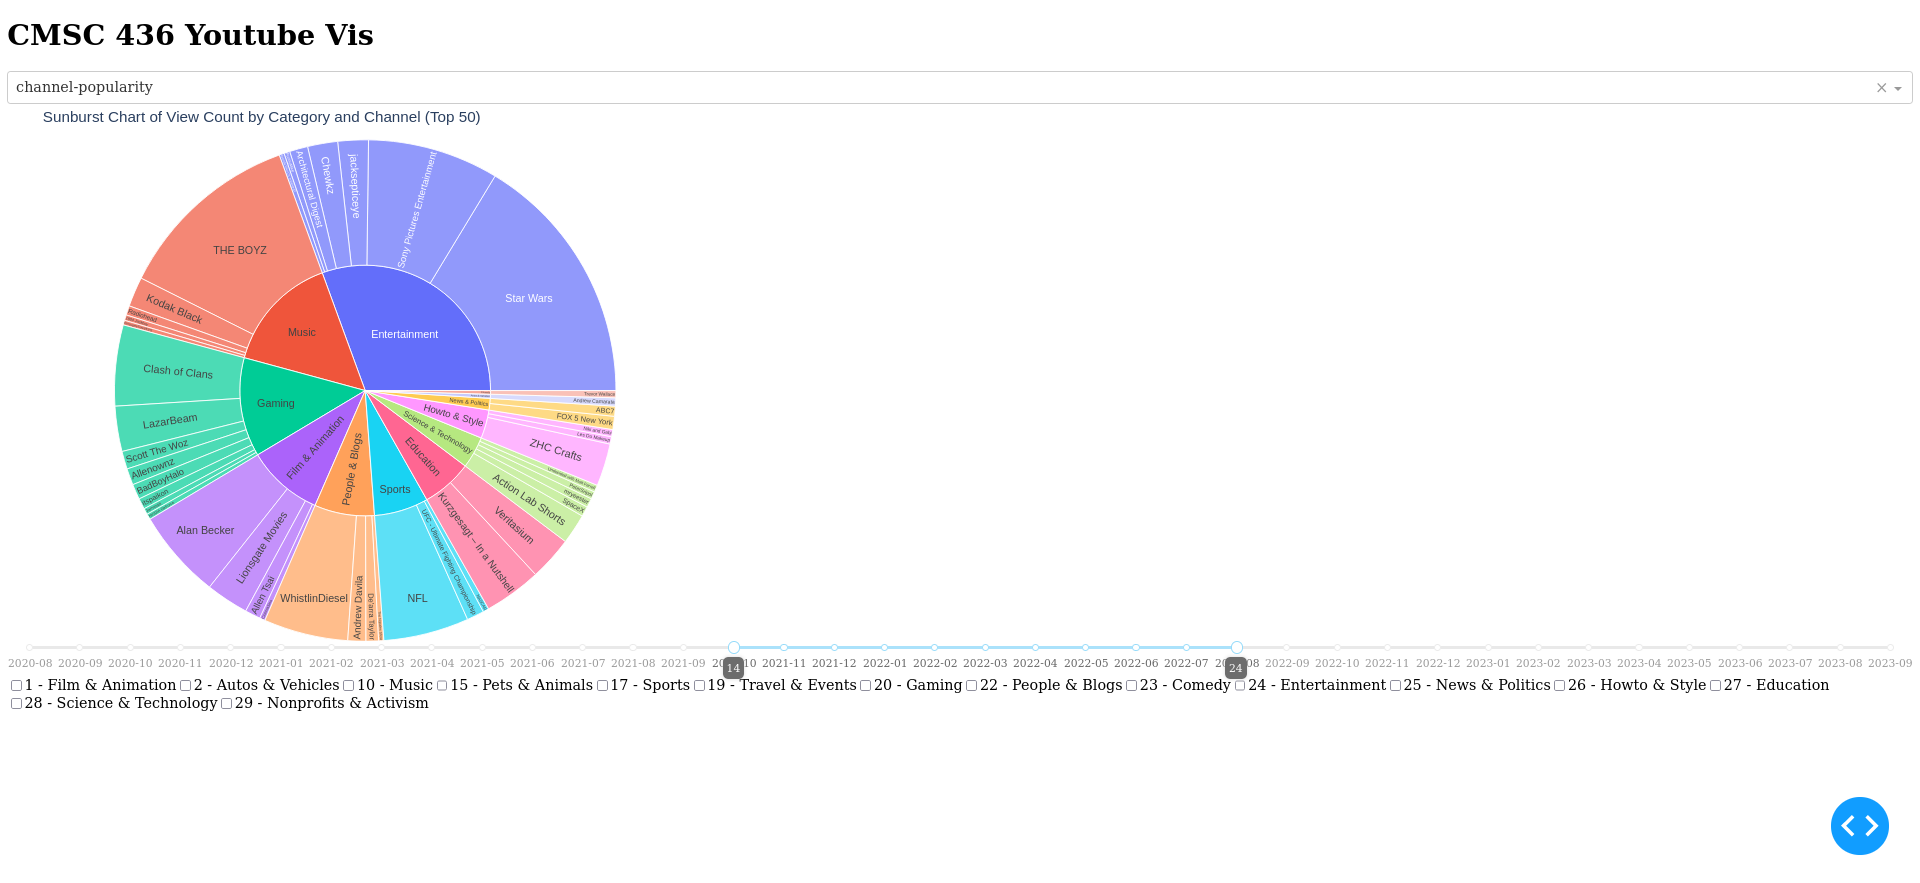 CMSC 436 Youtube Vis
channel-popularity
Sunburst Chart of View Count by Category and Channel (Top 50)
Architectural Digest
Chewkz
jacksepticeye
Sony Pictures Entertainment
Star Wars
THE BOYZ
Kodak Black
Radiohead
Music
Entertainment
Clash of Clans
LazarBeam
Scott The Woz
Allenownz
BadBoyHalo
Gaming
Film & Animation
People & Blogs
Sports
Education
Science & Technology
Howto & Style
News & Politics
Trevor Wallace
Andrew Camarata
ABC7
FOX 5 New York
ZHC Crafts
SpaceX
Action Lab Shorts
Veritasium
Kurzgesagt – In a Nutshell
UFC - Ultimate Fighting Championship
NFL
De'arra Taylor
Andrew Davila
WhistlinDiesel
Allen Tsai
Lionsgate Movies
Alan Becker
14 24
2020-08 2020-09 2020-10 2020-11 2020-12 2021-01 2021-02 2021-03 2021-04 2021-05 2021-06 2021-07 2021-08 2021-09 2021-11 2021-12 2022-01 2022-02 2022-03 2022-04 2022-05 2022-06 2022-07 2022-09 2022-10 2022-11 2022-12 2023-01 2023-02 2023-03 2023-04 2023-05 2023-06 2023-07 2023-08 2023-09
1 - Film & Animation 2 - Autos & Vehicles 10 - Music 15 - Pets & Animals 17 - Sports 19 - Travel & Events 20 - Gaming 22 - People & Blogs 23 - Comedy 24 - Entertainment 25 - News & Politics 26 - Howto & Style 27 - Education
28 - Science & Technology 29 - Nonprofits & Activism